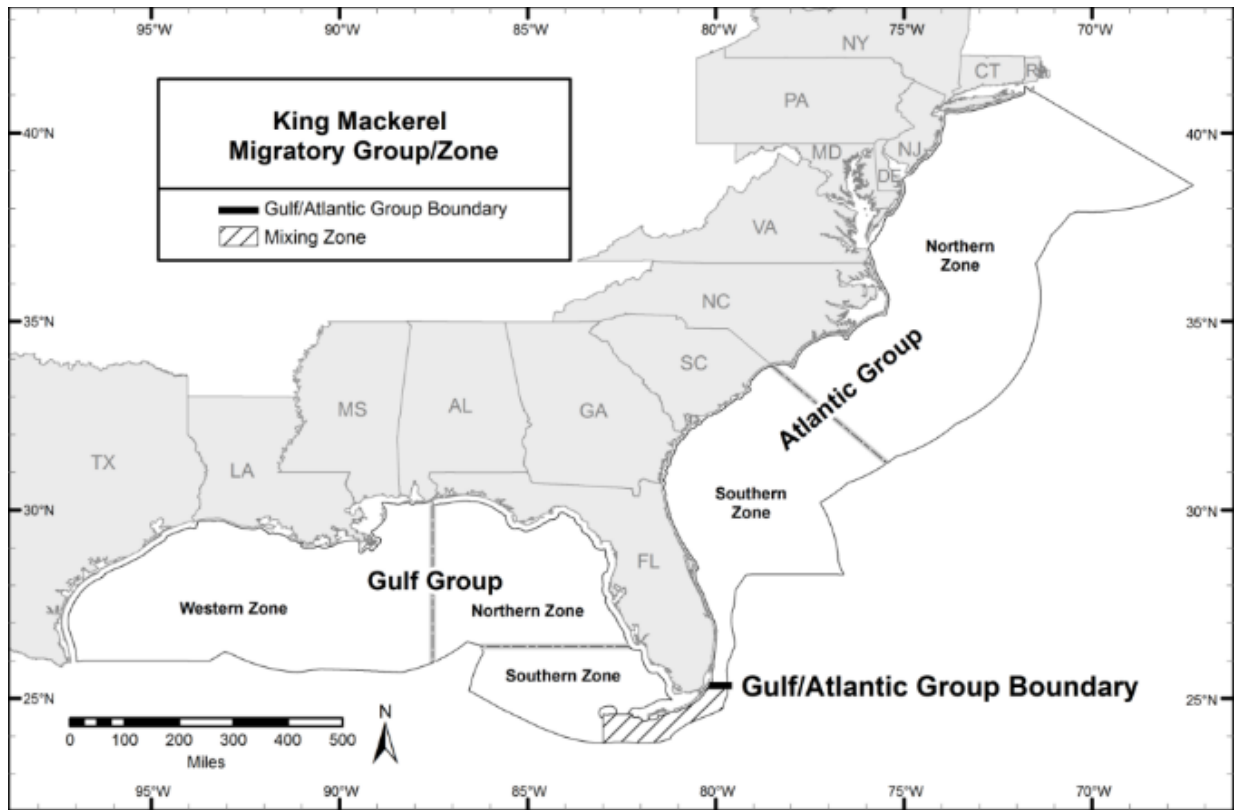 95°W 90°W 85°W 80°W 75°W 70°W
King Mackerel
Migratory Group/Zone
Gulf/Atlantic Group Boundary
Mixing Zone
NY
CT
RI
PA
40°N 40°N
NJ
MD
DE
VA
Northern
Zone
NC
35°N 35°N
SC
Atlantic Group
MS
AL
GA
TX
LA
Southern
Zone
30°N 30°N
FL
Gulf Group
Western Zone
Northern Zone
Southern Zone
Gulf/Atlantic Group Boundary
25°N 25°N
N
0 100 200 300 400 500
Miles
95°W 90°W 85°W 80°W 75°W 70°W